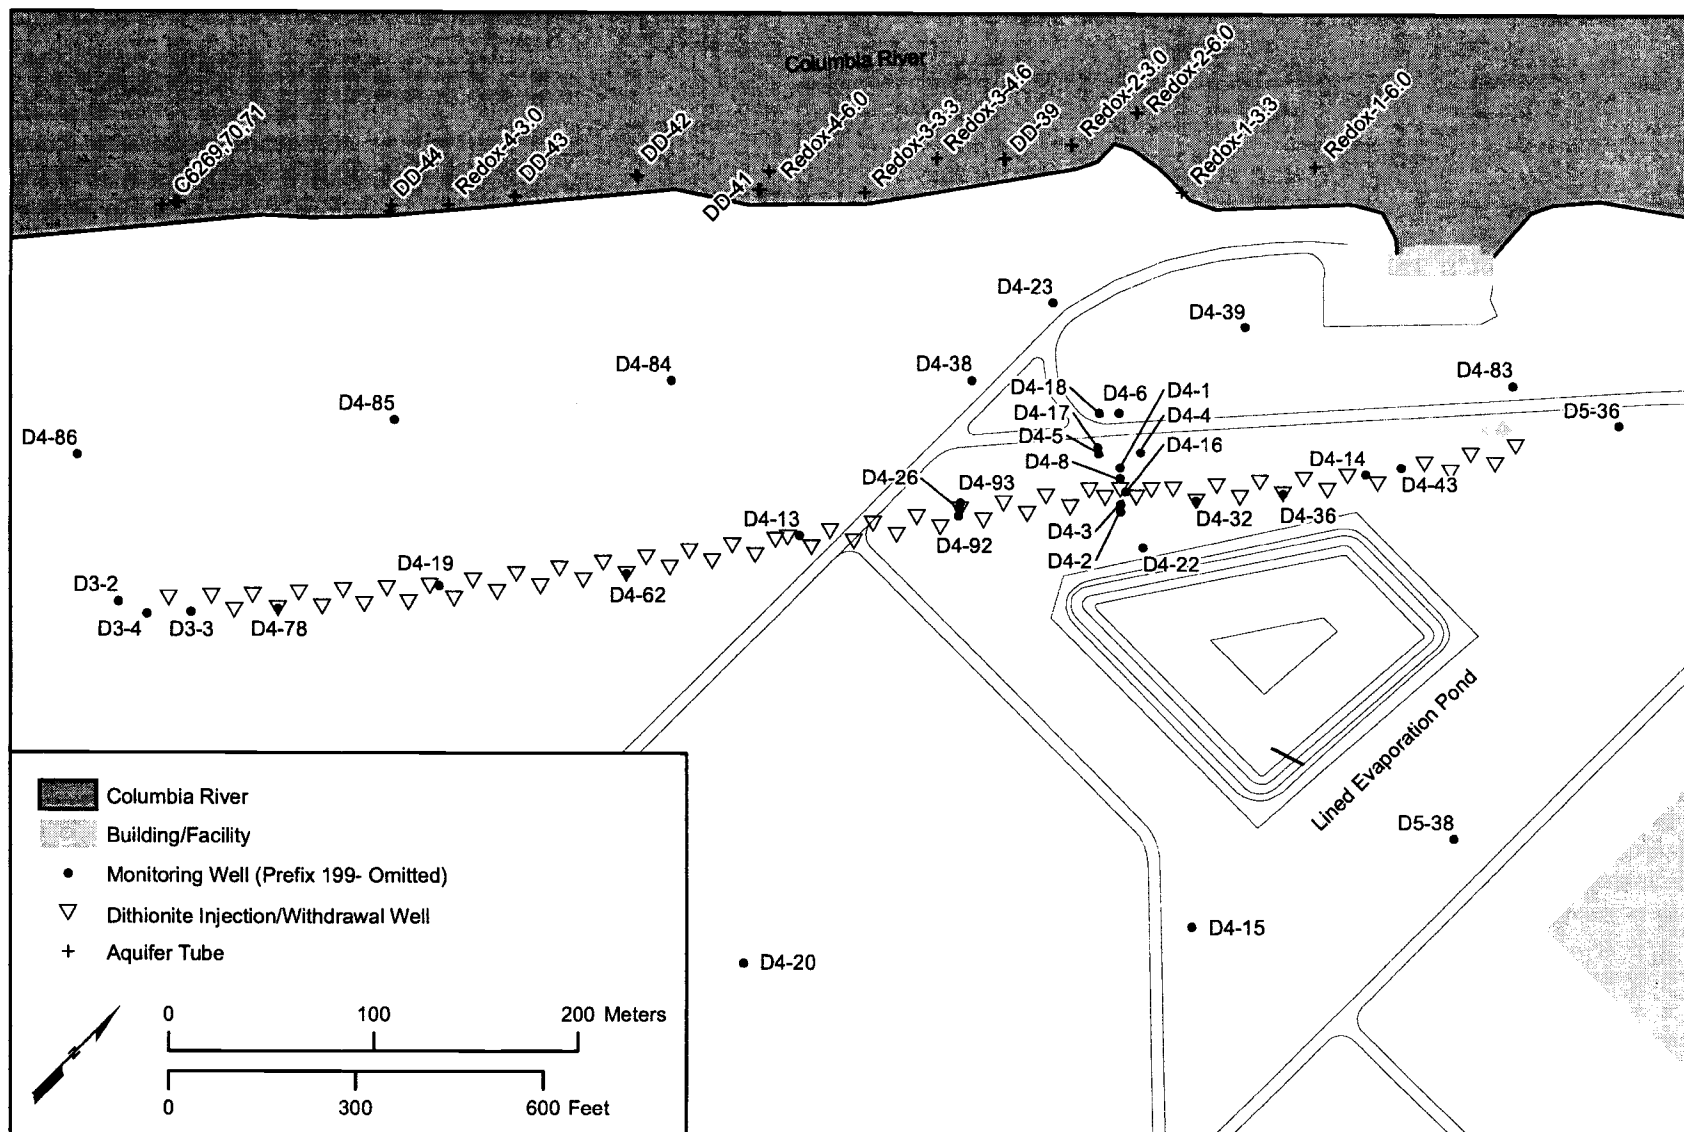 Columbia River
C6269,70,71
DD-44
Redox-4-3.0
DD-43
DD-42
DD-41
Redox-4-6.0
Redox-3-3.3
Redox-3-4.6
DD-39
Redox-2-3.0
Redox-2-6.0
Redox-1-3.3
Redox-1-6.0
D4-23
D4-39
D4-84
D4-38
D4-83
D4-85
D4-18
D4-6
D4-1
D4-17
D4-4
D5-36
D4-86
D4-5
D4-16
D4-8
D4-14
D4-26
D4-93
D4-43
D4-13
D4-3
D4-32
D4-36
D4-92
D4-2
D4-22
D4-19
D3-2
D4-62
D3-4
D3-3
D4-78
Lined Evaporation Pond
D5-38
D4-15
D4-20
Columbia River
Building/Facility
Monitoring Well (Prefix 199- Omitted)
Dithionite Injection/Withdrawal Well
Aquifer Tube
0 100 200 Meters
0 300 600 Feet
N